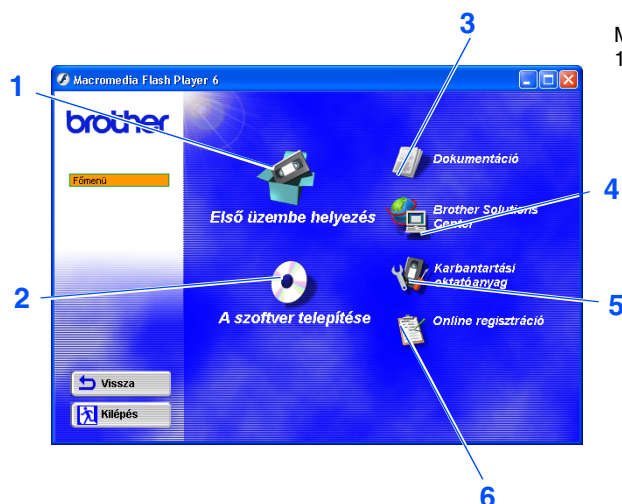 3
M
1
1
Macromedia Flash Player 6
brother
Főmenü
Dokumentáció
Első üzembe helyezés
Brother Solutions
Center
4
2
Karbantartási
oktatóanyag
5
A szoftver telepítése
Online regisztráció
Vissza
Kilépés
6